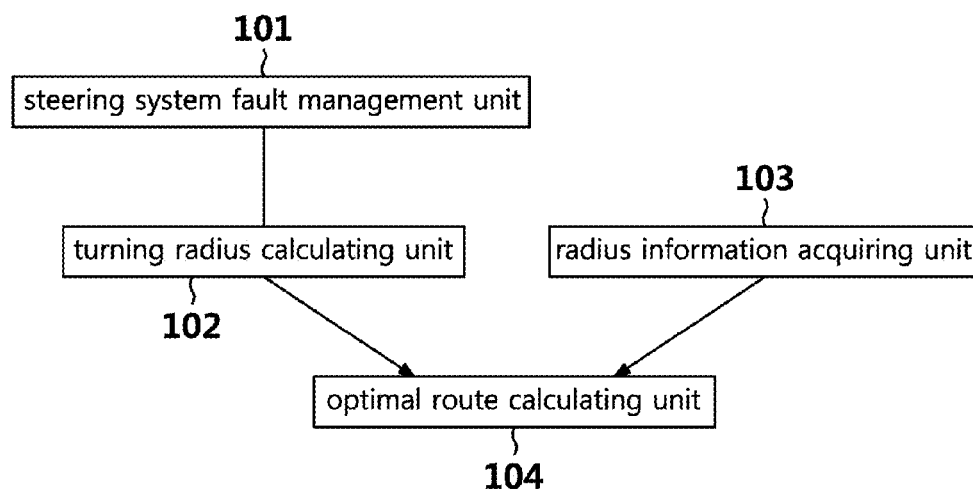 101
steering system fault management unit
103
turning radius calculating unit
radius information acquiring unit
102
optimal route calculating unit
104